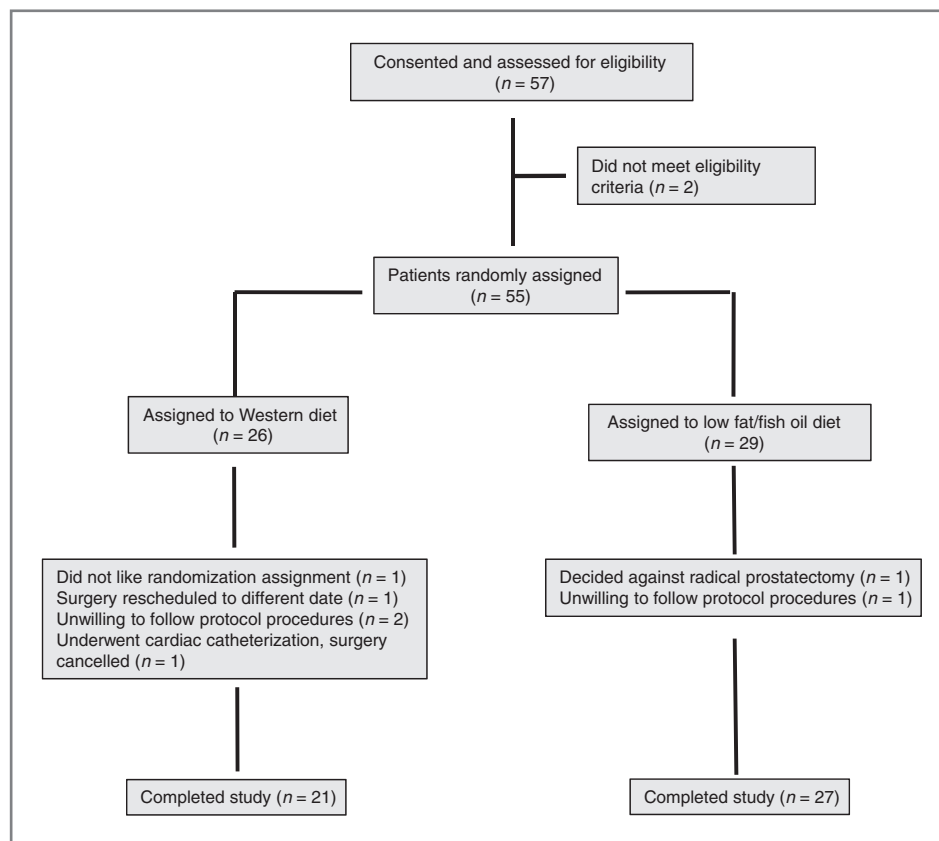 Consented and assessed for eligibility
(n = 57)
Did not meet eligibility
criteria (n = 2)
Patients randomly assigned
(n = 55)
Assigned to Western diet
(n = 26)
Assigned to low fat/fish oil diet
(n = 29)
Did not like randomization assignment (n = 1)
Surgery rescheduled to different date (n = 1)
Unwilling to follow protocol procedures (n = 2)
Underwent cardiac catheterization, surgery
cancelled (n = 1)
Decided against radical prostatectomy (n = 1)
Unwilling to follow protocol procedures (n = 1)
Completed study (n = 21)
Completed study (n = 27)